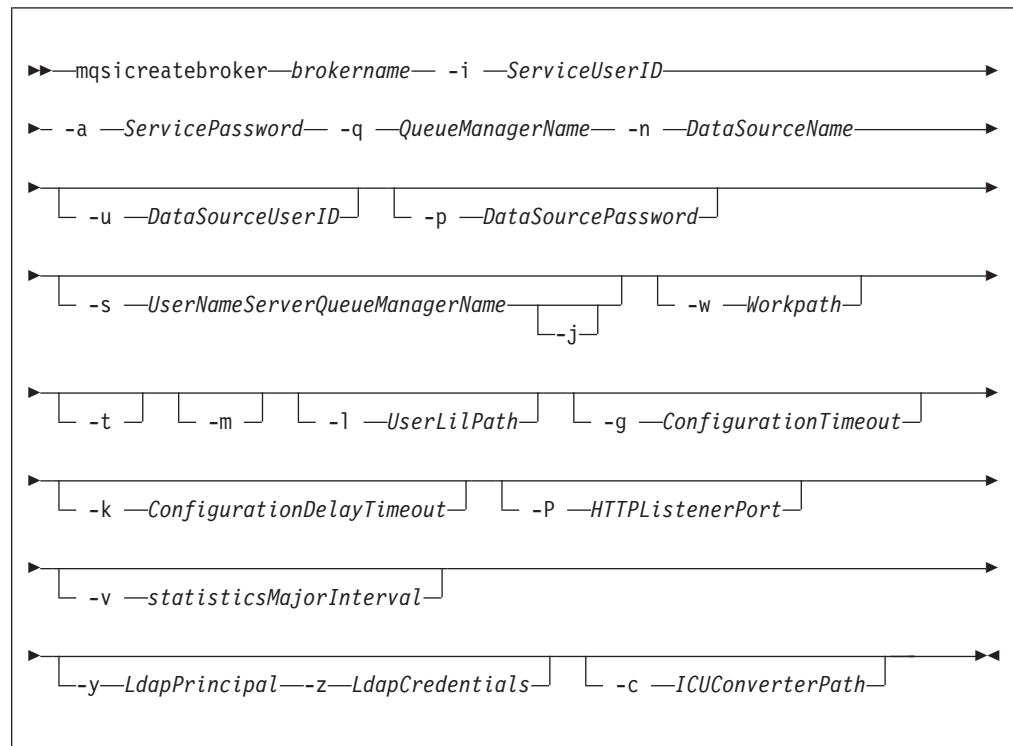 mqsicreatebroker brokername -i ServiceUserID
-a ServicePassword -q QueueManagerName -n DataSourceName
-u DataSourceUserID -p DataSourcePassword
-s UserNameServerQueueManagerName -j -w Workpath
-t -m -l UserLilPath -g ConfigurationTimeout
-k ConfigurationDelayTimeout -P HTTPListenerPort
-v statisticsMajorInterval
-y LdapPrincipal -z LdapCredentials -c ICUConverterPath